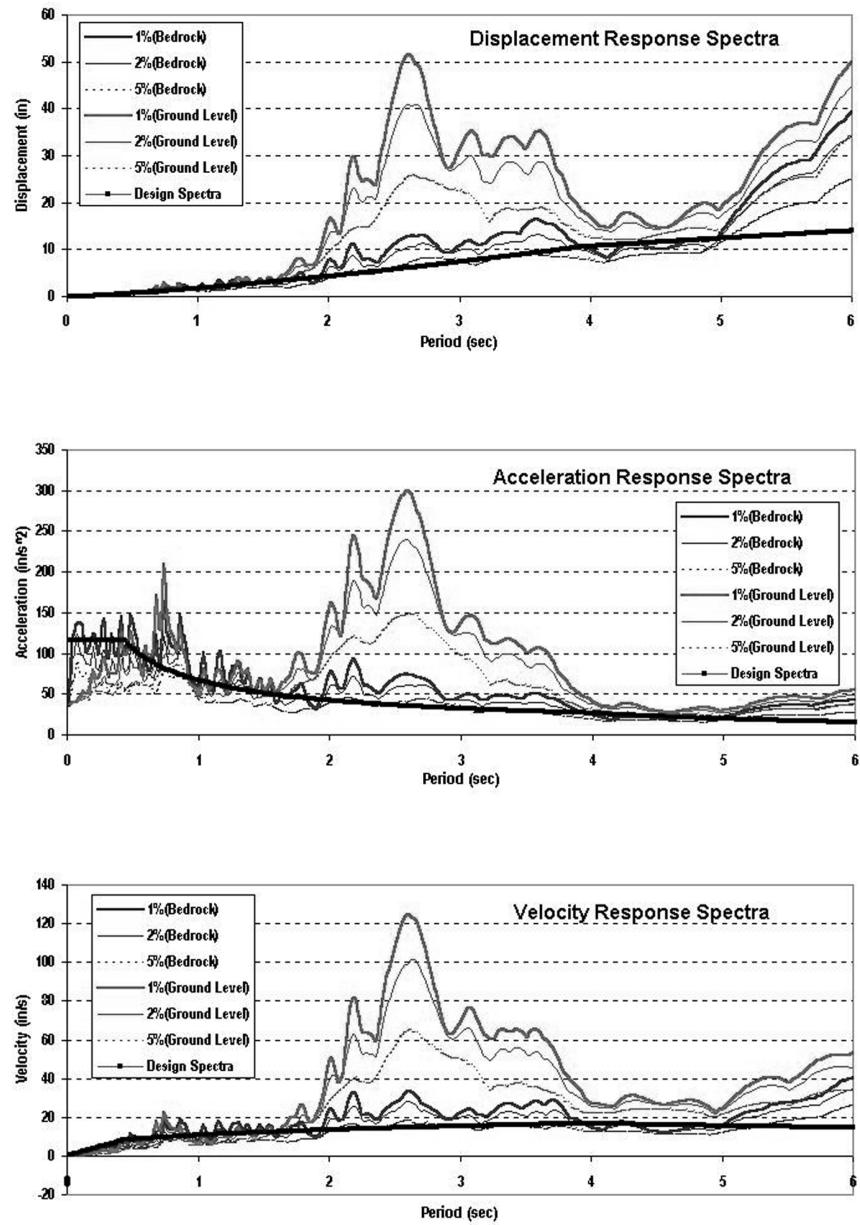 Displacement Response Spectra
60
50
40
30
20
10
0
Displacement (in)
1%(Bedrock)
2%(Bedrock)
5%(Bedrock)
1%(Ground Level)
2%(Ground Level)
5%(Ground Level)
Design Spectra
0 1 2 3 4 5 6
Period (sec)
Acceleration Response Spectra
350
300
250
200
150
100
50
0
Acceleration (in/s^2)
1%(Bedrock)
2%(Bedrock)
5%(Bedrock)
1%(Ground Level)
2%(Ground Level)
5%(Ground Level)
Design Spectra
0 1 2 3 4 5 6
Period (sec)
Velocity Response Spectra
140
120
100
80
60
40
20
0
-20
Velocity (in/s)
1%(Bedrock)
2%(Bedrock)
5%(Bedrock)
1%(Ground Level)
2%(Ground Level)
5%(Ground Level)
Design Spectra
0 1 2 3 4 5 6
Period (sec)